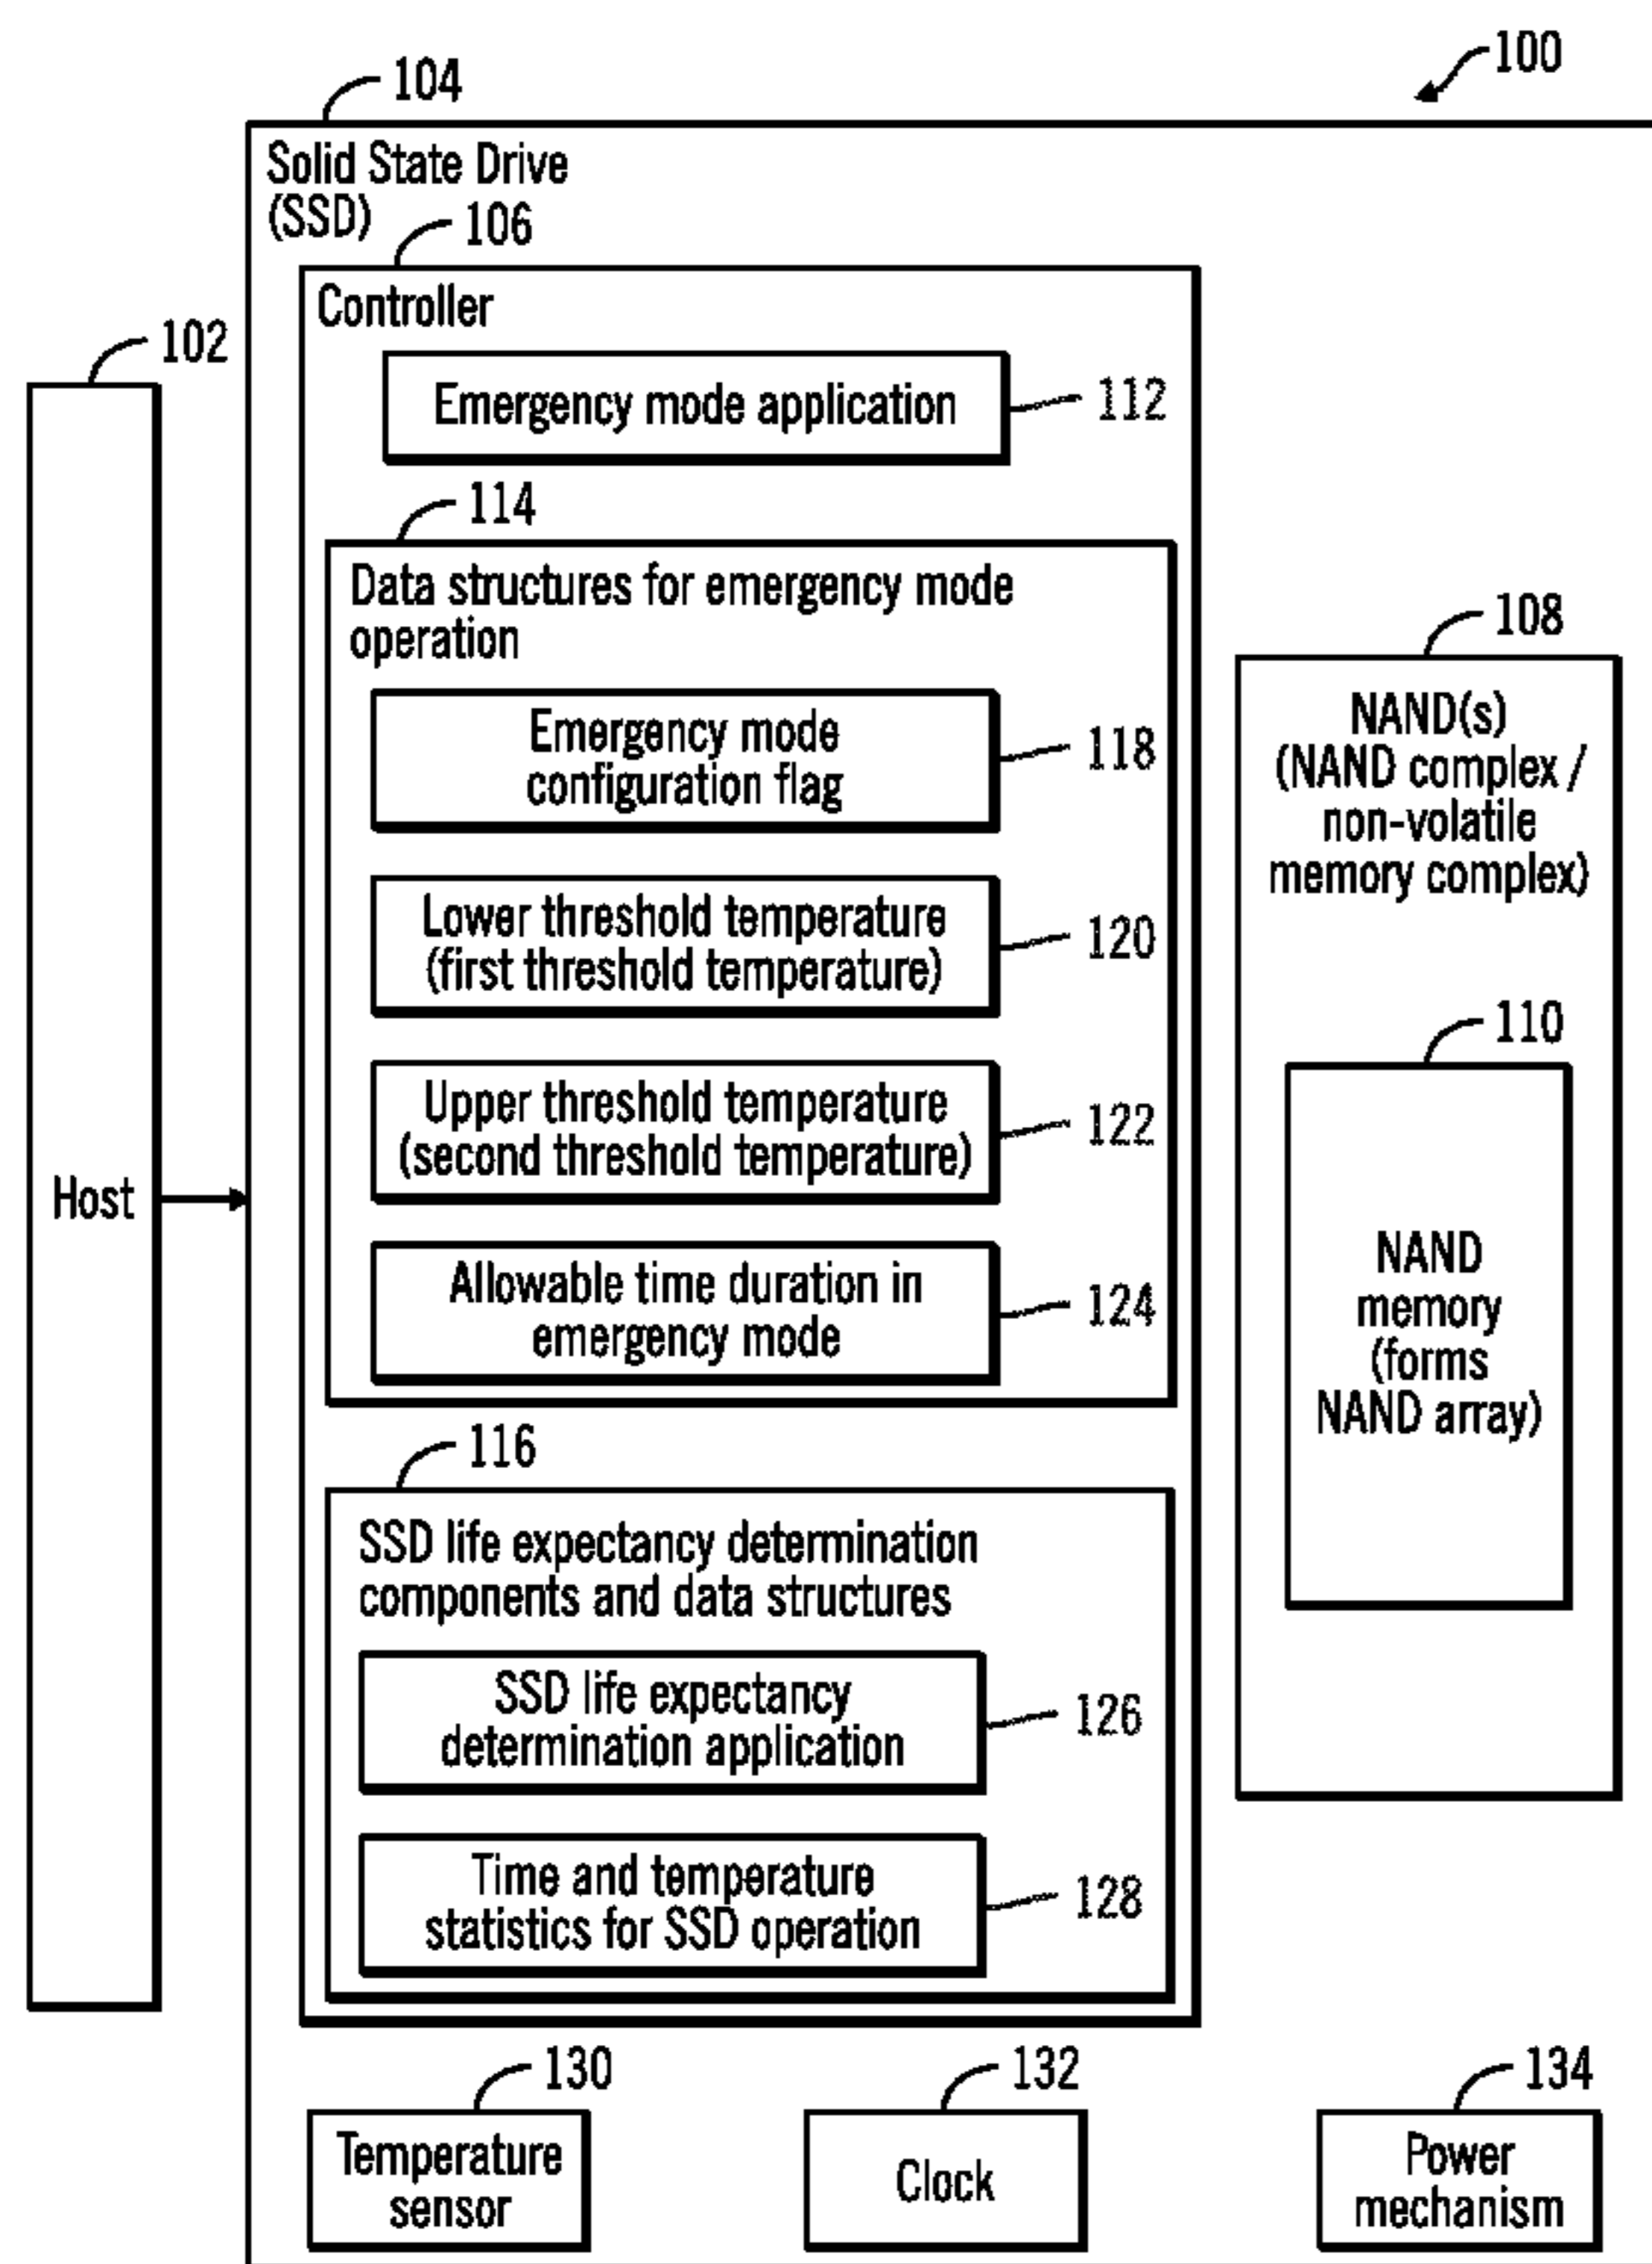 100
104
Solid State Drive
(SSD)
106
Controller
102
Emergency mode application
112
114
Data structures for emergency mode
operation
108
Emergency mode
configuration flag
118
NAND(s)
(NAND complex /
non-volatile
memory complex)
Lower threshold temperature
(first threshold temperature)
120
110
Upper threshold temperature
(second threshold temperature)
122
Host
NAND
memory
(forms
NAND array)
Allowable time duration in
emergency mode
124
116
SSD life expectancy determination
components and data structures
SSD life expectancy
determination application
126
Time and temperature
statistics for SSD operation
128
130
132
134
Temperature
sensor
Clock
Power
mechanism